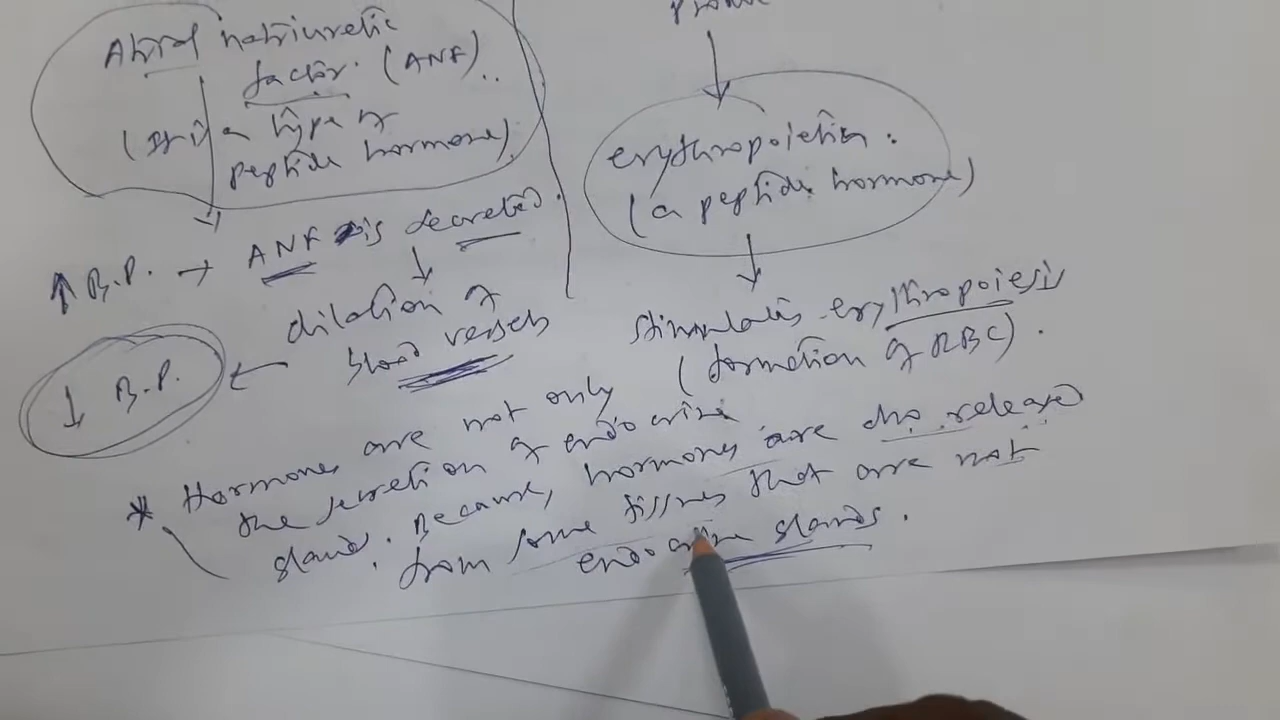 Atrial natriuretic
factor. (ANF)..
(It is a type of
peptide hormone).
↑ B.P. → ANF is secreted.
dilation of
blood vessels
↓ B.P.
erythropoietin.
(a peptide hormone)
stimulates erythropoiesis
(formation of RBC).
* Hormones are not only
the secretion of endocrine
gland. Because, hormones are also released
from some tissues that are not
endocrine glands.